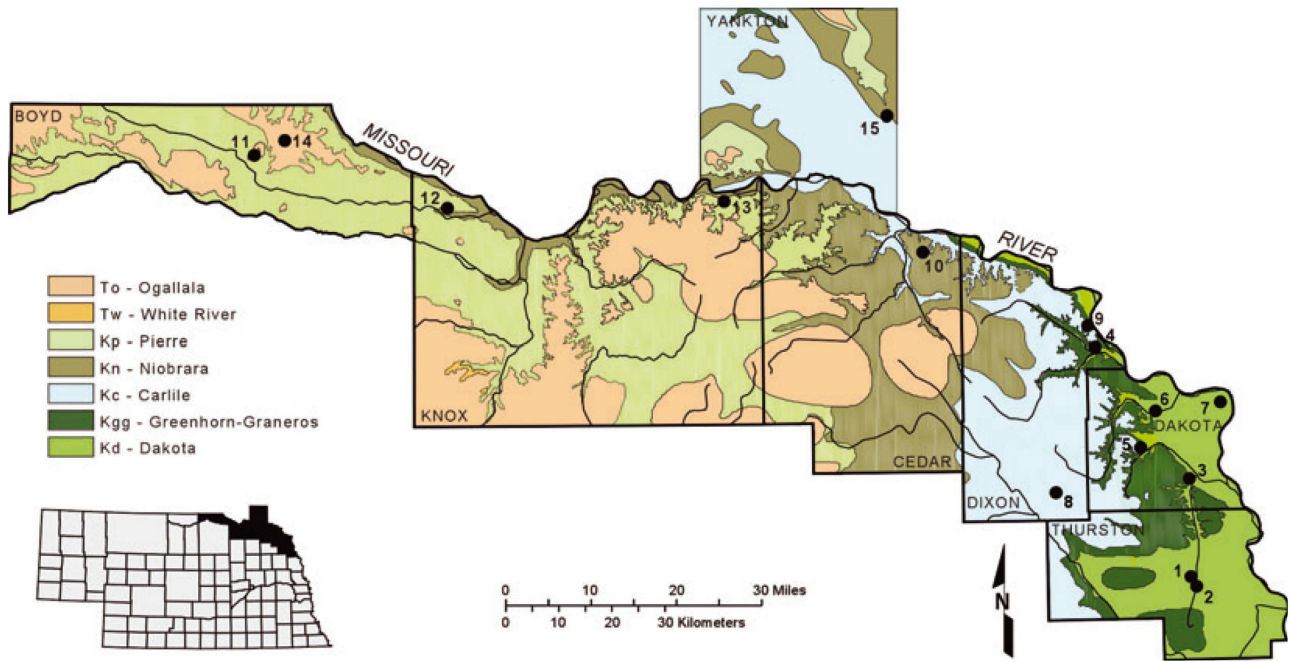 YANKTON
BOYD
11
14
MISSOURI
15
12
13
RIVER
10
9
4
To - Ogallala
Tw - White River
Kp - Pierre
Kn - Niobrara
Kc - Carlile
Kgg - Greenhorn-Graneros
Kd - Dakota
KNOX
CEDAR
DIXON
8
6
7
DAKOTA
5
3
THURSTON
1
2
0 10 20 30 Miles
0 10 20 30 Kilometers
N